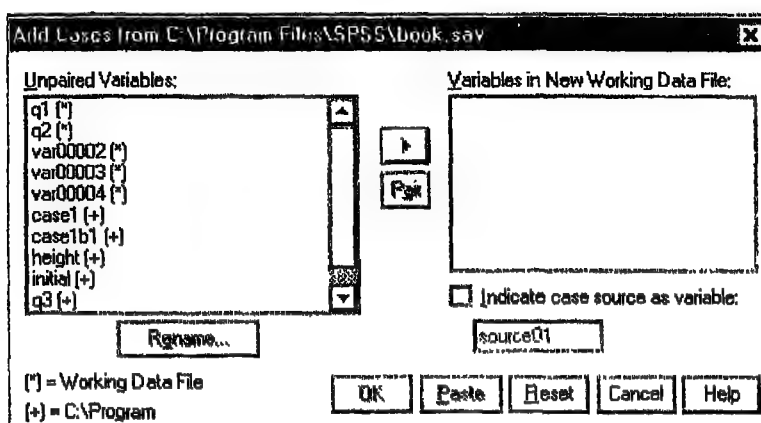 Add Cases from C:\Program Files\SPSS\book.sav
Unpaired Variables:
q1 (*)
q2 (*)
var00002 (*)
var00003 (*)
var00004 (*)
case1 (+)
case1b1 (+)
height (+)
initial (+)
q3 (+)
Rename...
(*) = Working Data File
(+) = C:\Program
Pair
Variables in New Working Data File:
Indicate case source as variable:
source01
OK
Paste
Reset
Cancel
Help